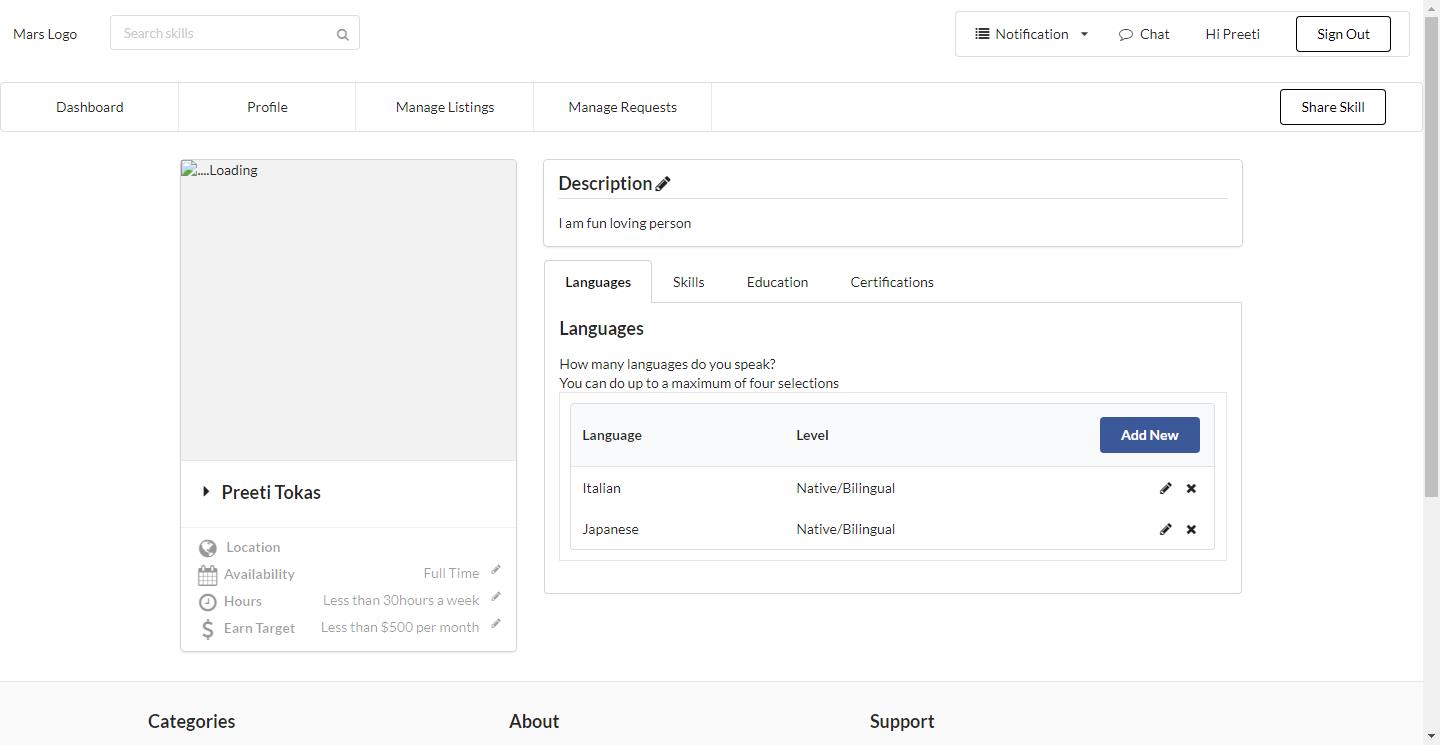 Mars Logo
Search skills
Notification
Chat
Hi Preeti
Sign Out
Dashboard
Profile
Manage Listings
Manage Requests
Share Skill
....Loading
Preeti Tokas
Location
Availability Full Time
Hours Less than 30hours a week
Earn Target Less than $500 per month
Description
I am fun loving person
Languages Skills Education Certifications
Languages
How many languages do you speak?
You can do up to a maximum of four selections
Language Level Add New
Italian Native/Bilingual
Japanese Native/Bilingual
Categories About Support